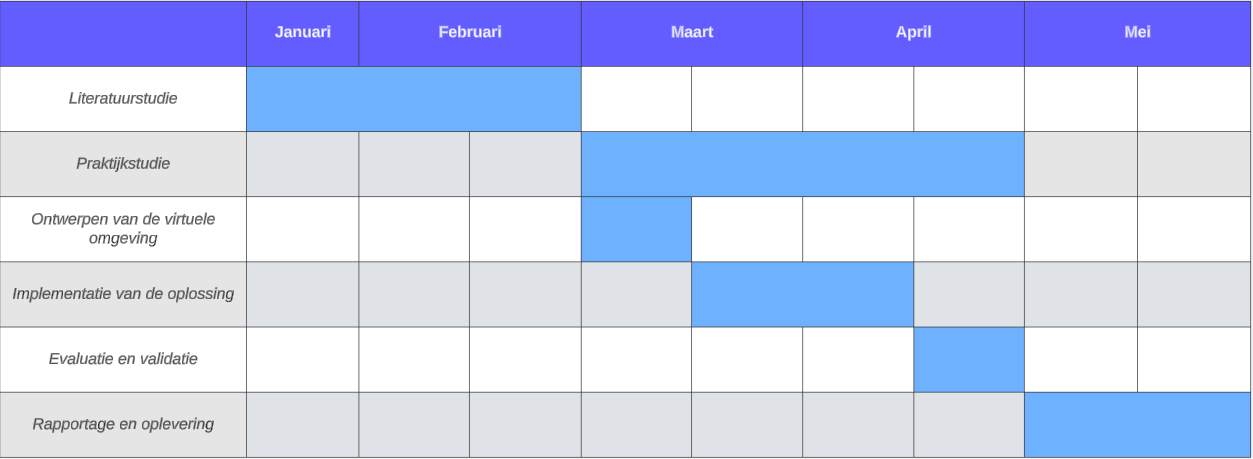 Januari Februari Maart April Mei
Literatuurstudie
Praktijkstudie
Ontwerpen van de virtuele
omgeving
Implementatie van de oplossing
Evaluatie en validatie
Rapportage en oplevering